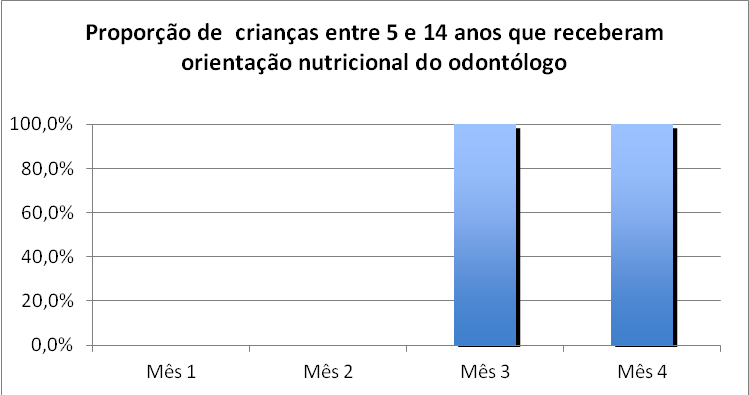 Proporção de  crianças entre 5 e 14 anos que receberam
orientação nutricional do odontólogo
100,0%
80,0%
60,0%
40,0%
20,0%
0,0%
Mês 1
Mês 2
Mês 3
Mês 4